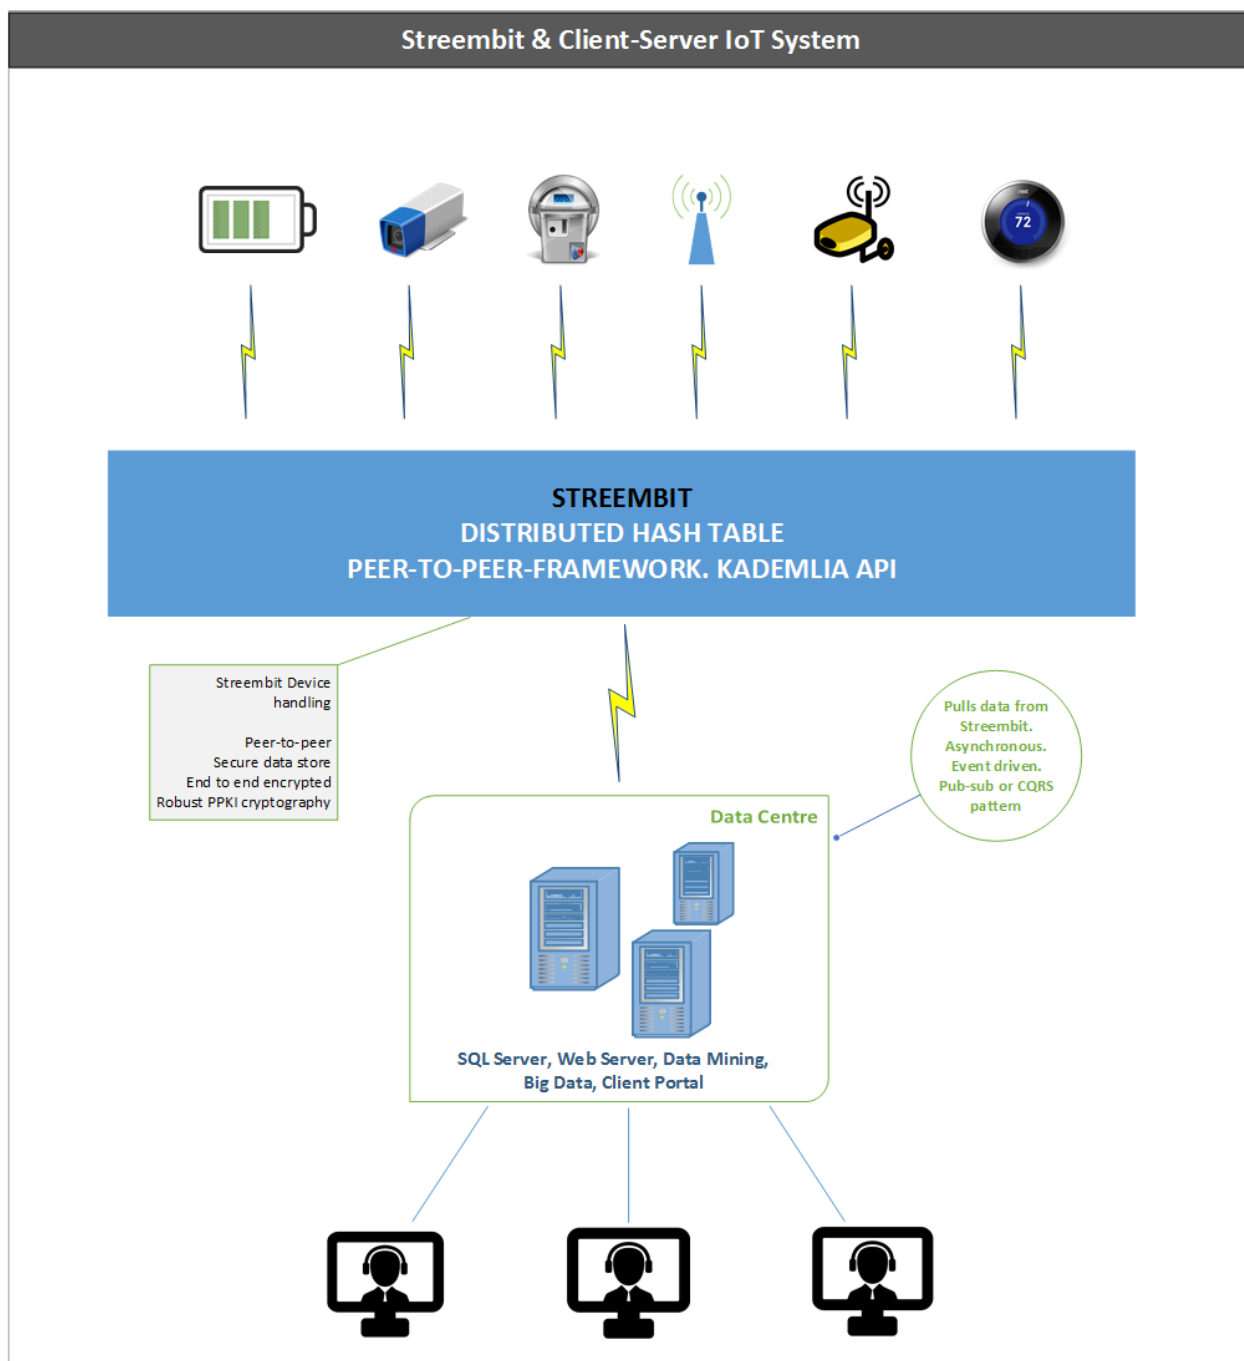 Streembit & Client-Server IoT System
nest
72
STREEMBIT
DISTRIBUTED HASH TABLE
PEER-TO-PEER-FRAMEWORK. KADEMLIA API
Streembit Device
handling
Peer-to-peer
Secure data store
End to end encrypted
Robust PPKI cryptography
Pulls data from
Streembit.
Asynchronous.
Event driven.
Pub-sub or CQRS
pattern
Data Centre
SQL Server, Web Server, Data Mining,
Big Data, Client Portal